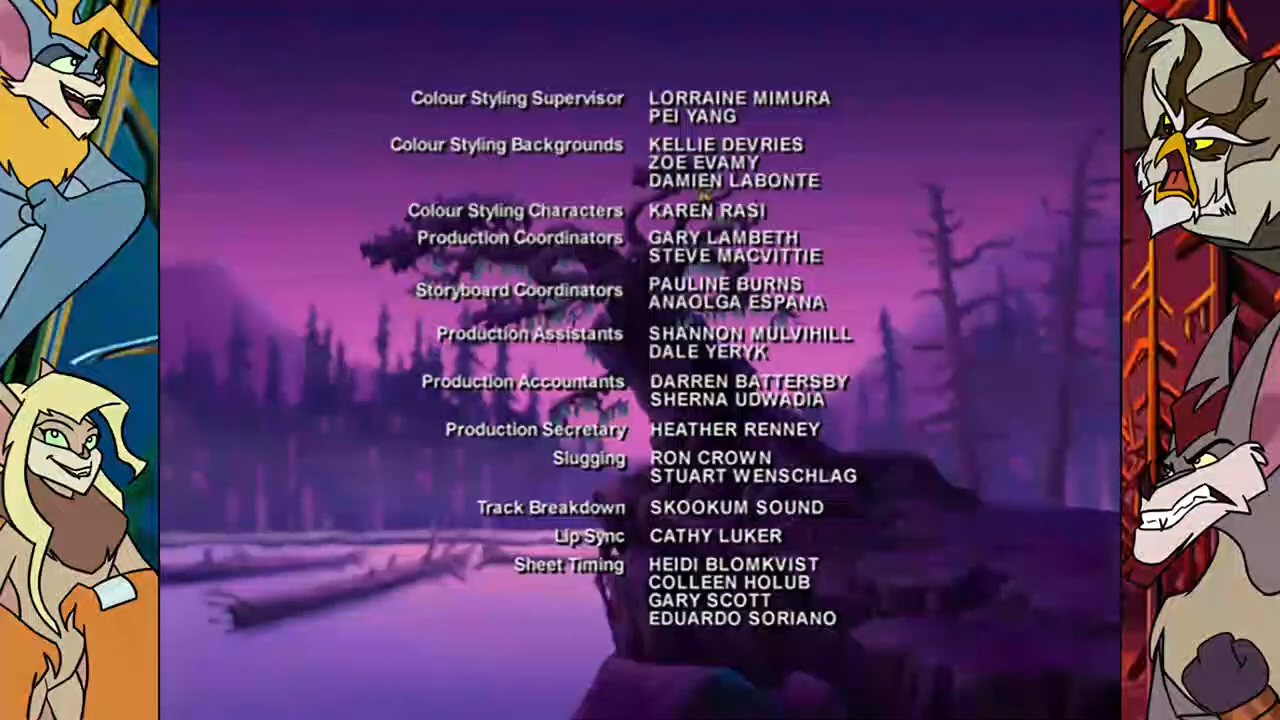 Colour Styling Supervisor LORRAINE MIMURA
PEI YANG
Colour Styling Backgrounds KELLIE DEVRIES
ZOE EVAMY
DAMIEN LABONTE
Colour Styling Characters KAREN RASI
Production Coordinators GARY LAMBETH
STEVE MACVITTIE
Storyboard Coordinators PAULINE BURNS
ANAOLGA ESPANA
Production Assistants SHANNON MULVIHILL
DALE YERYK
Production Accountants DARREN BATTERSBY
SHERNA UDWADIA
Production Secretary HEATHER RENNEY
Slugging RON CROWN
STUART WENSCHLAG
Track Breakdown SKOOKUM SOUND
Lip Sync CATHY LUKER
Sheet Timing HEIDI BLOMKVIST
COLLEEN HOLUB
GARY SCOTT
EDUARDO SORIANO